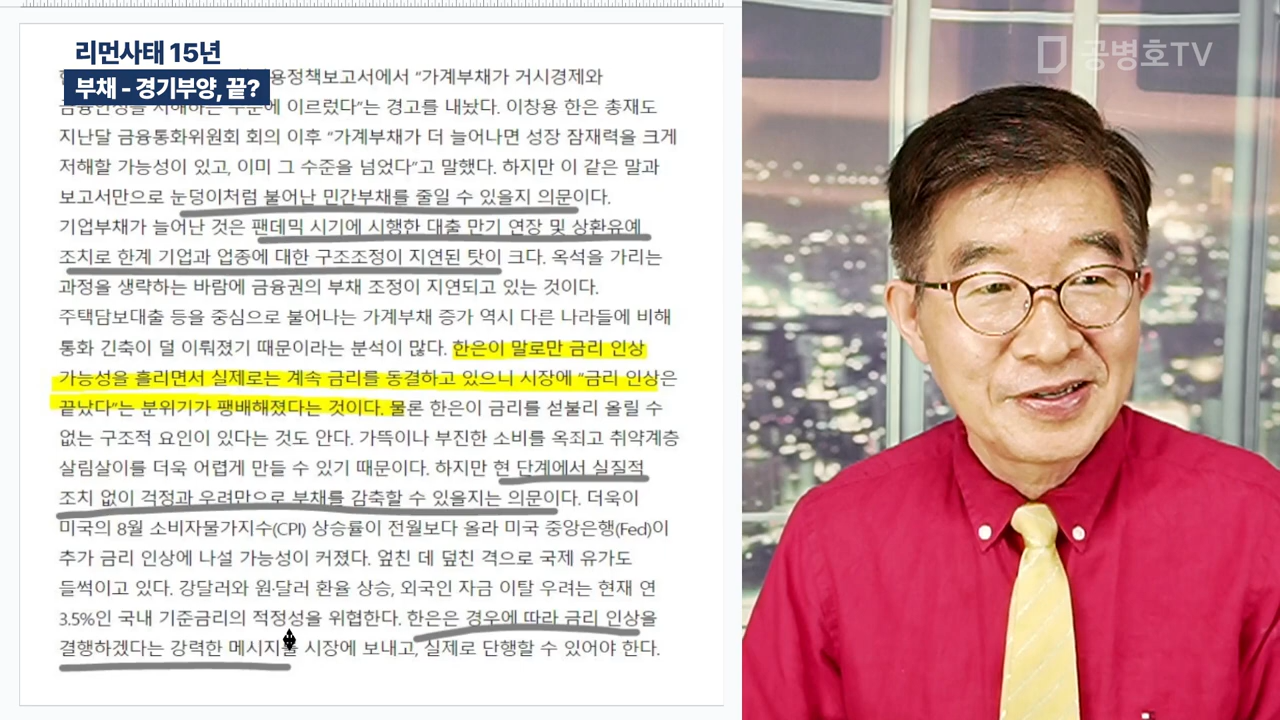 리먼사태 15년
부채 - 경기부양, 끝?
공병호TV
용정책보고서에서 “가계부채가 거시경제와
수준에 이르렀다”는 경고를 내놨다. 이창용 한은 총재도
지난달 금융통화위원회 회의 이후 “가계부채가 더 늘어나면 성장 잠재력을 크게
저해할 가능성이 있고, 이미 그 수준을 넘었다”고 말했다. 하지만 이 같은 말과
보고서만으로 눈덩이처럼 불어난 민간부채를 줄일 수 있을지 의문이다.
기업부채가 늘어난 것은 팬데믹 시기에 시행한 대출 만기 연장 및 상환유예
조치로 한계 기업과 업종에 대한 구조조정이 지연된 탓이 크다. 옥석을 가리는
과정을 생략하는 바람에 금융권의 부채 조정이 지연되고 있는 것이다.
주택담보대출 등을 중심으로 불어나는 가계부채 증가 역시 다른 나라들에 비해
통화 긴축이 덜 이뤄졌기 때문이라는 분석이 많다. 한은이 말로만 금리 인상
가능성을 흘리면서 실제로는 계속 금리를 동결하고 있으니 시장에 “금리 인상은
끝났다”는 분위기가 팽배해졌다는 것이다. 물론 한은이 금리를 섣불리 올릴 수
없는 구조적 요인이 있다는 것도 안다. 가뜩이나 부진한 소비를 옥죄고 취약계층
살림살이를 더욱 어렵게 만들 수 있기 때문이다. 하지만 현 단계에서 실질적
조치 없이 걱정과 우려만으로 부채를 감축할 수 있을지는 의문이다. 더욱이
미국의 8월 소비자물가지수(CPI) 상승률이 전월보다 올라 미국 중앙은행(Fed)이
추가 금리 인상에 나설 가능성이 커졌다. 엎친 데 덮친 격으로 국제 유가도
들썩이고 있다. 강달러와 원·달러 환율 상승, 외국인 자금 이탈 우려는 현재 연
3.5%인 국내 기준금리의 적정성을 위협한다. 한은은 경우에 따라 금리 인상을
결행하겠다는 강력한 메시지를 시장에 보내고, 실제로 단행할 수 있어야 한다.